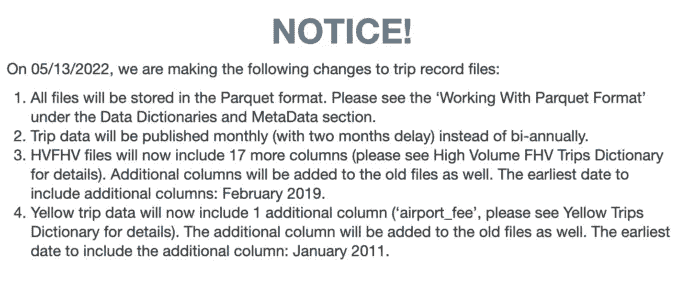 NOTICE!
On 05/13/2022, we are making the following changes to trip record files:
1. All files will be stored in the Parquet format. Please see the ‘Working With Parquet Format’
under the Data Dictionaries and MetaData section.
2. Trip data will be published monthly (with two months delay) instead of bi-annually.
3. HVFHV files will now include 17 more columns (please see High Volume FHV Trips Dictionary
for details). Additional columns will be added to the old files as well. The earliest date to
include additional columns: February 2019.
4. Yellow trip data will now include 1 additional column (‘airport_fee’, please see Yellow Trips
Dictionary for details). The additional column will be added to the old files as well. The earliest
date to include the additional column: January 2011.